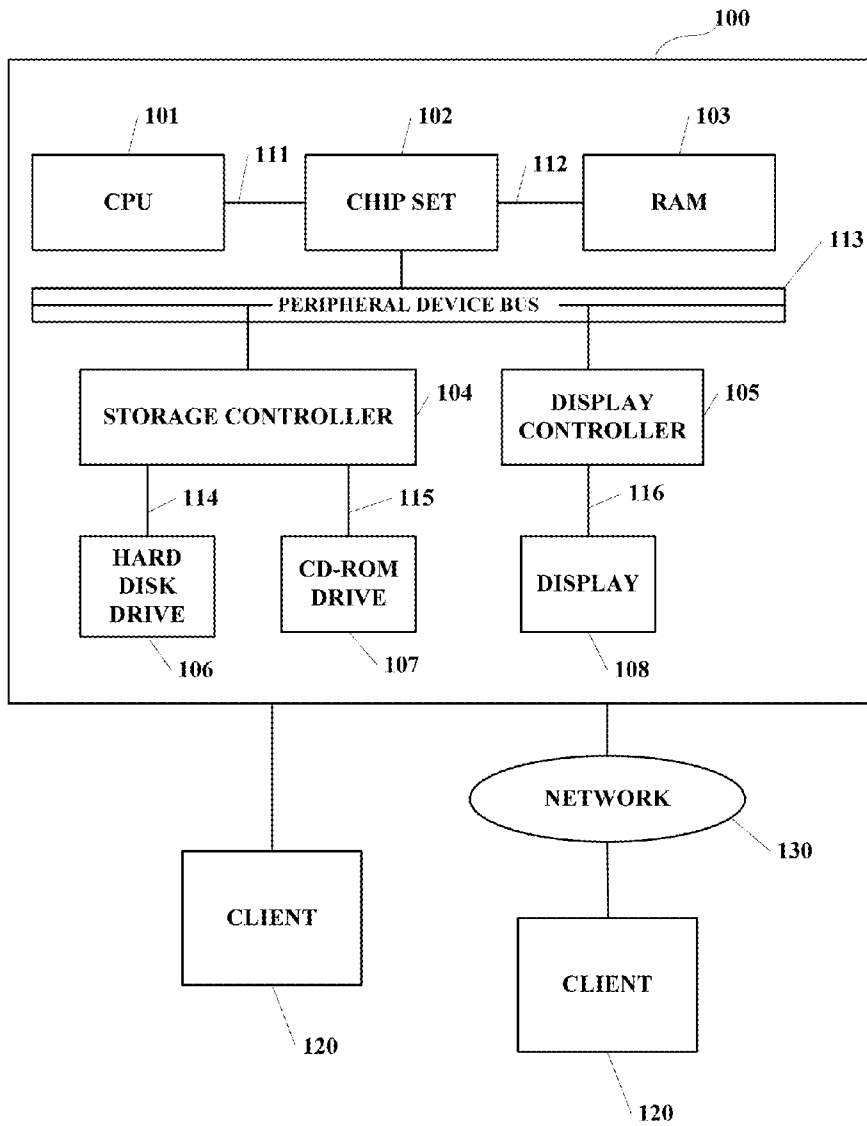 100
101
102
103
111
112
CPU
CHIP SET
RAM
113
PERIPHERAL DEVICE BUS
104
105
STORAGE CONTROLLER
DISPLAY
CONTROLLER
114
115
116
HARD
DISK
DRIVE
CD-ROM
DRIVE
DISPLAY
106
107
108
NETWORK
130
CLIENT
120
CLIENT
120